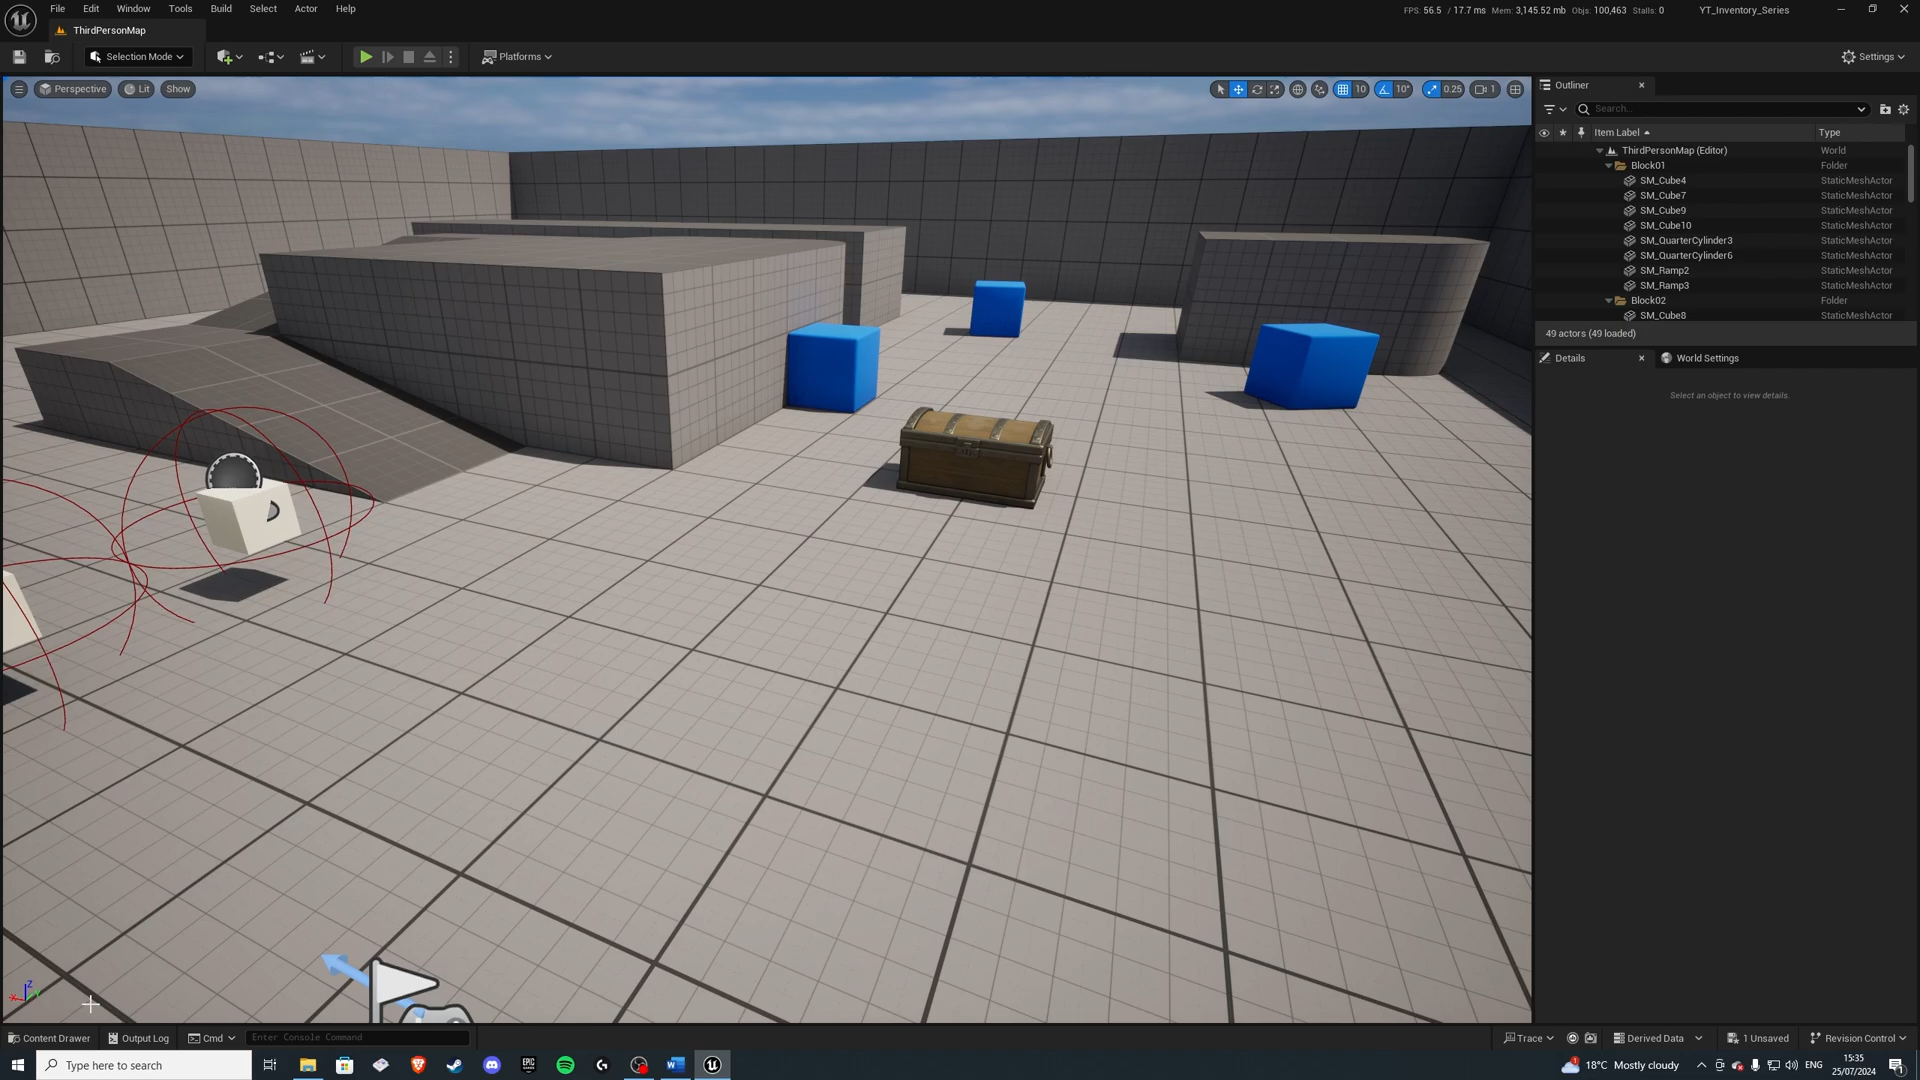 File Edit Window Tools Build Select Actor Help
FPS: 56.5 / 17.7 ms Mem: 3,145.52 mb Objs: 100,463 Stalls: 0
YT_Inventory_Series
ThirdPersonMap
Selection Mode
Platforms
Settings
Perspective
Lit
Show
10
10°
0.25
1
Outliner
Search...
Item Label
Type
ThirdPersonMap (Editor) World
Block01 Folder
SM_Cube4 StaticMeshActor
SM_Cube7 StaticMeshActor
SM_Cube9 StaticMeshActor
SM_Cube10 StaticMeshActor
SM_QuarterCylinder3 StaticMeshActor
SM_QuarterCylinder6 StaticMeshActor
SM_Ramp2 StaticMeshActor
SM_Ramp3 StaticMeshActor
Block02 Folder
SM_Cube8 StaticMeshActor
49 actors (49 loaded)
Details
World Settings
Select an object to view details.
Z
Content Drawer
Output Log
Cmd
Enter Console Command
Trace
Derived Data
1 Unsaved
Revision Control
Type here to search
EPIC
18°C Mostly cloudy
ENG
15:35
25/07/2024